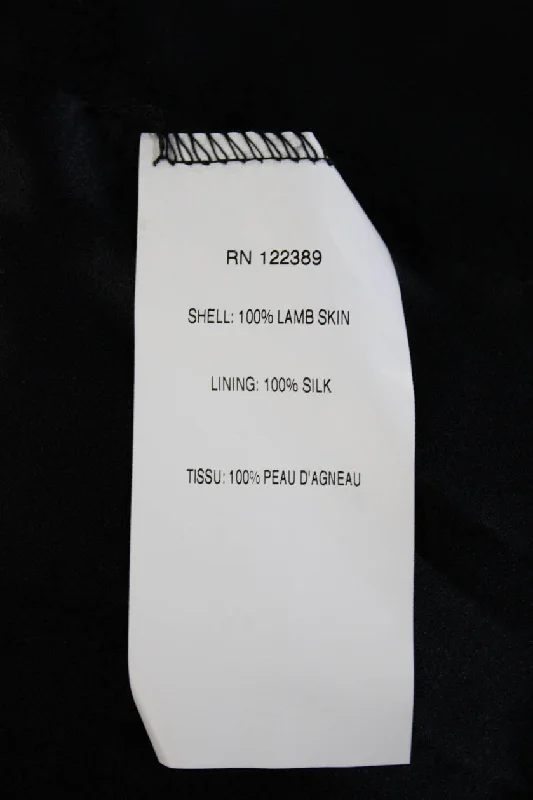 RN 122389
SHELL: 100% LAMB SKIN
LINING: 100% SILK
TISSU: 100% PEAU D'AGNEAU